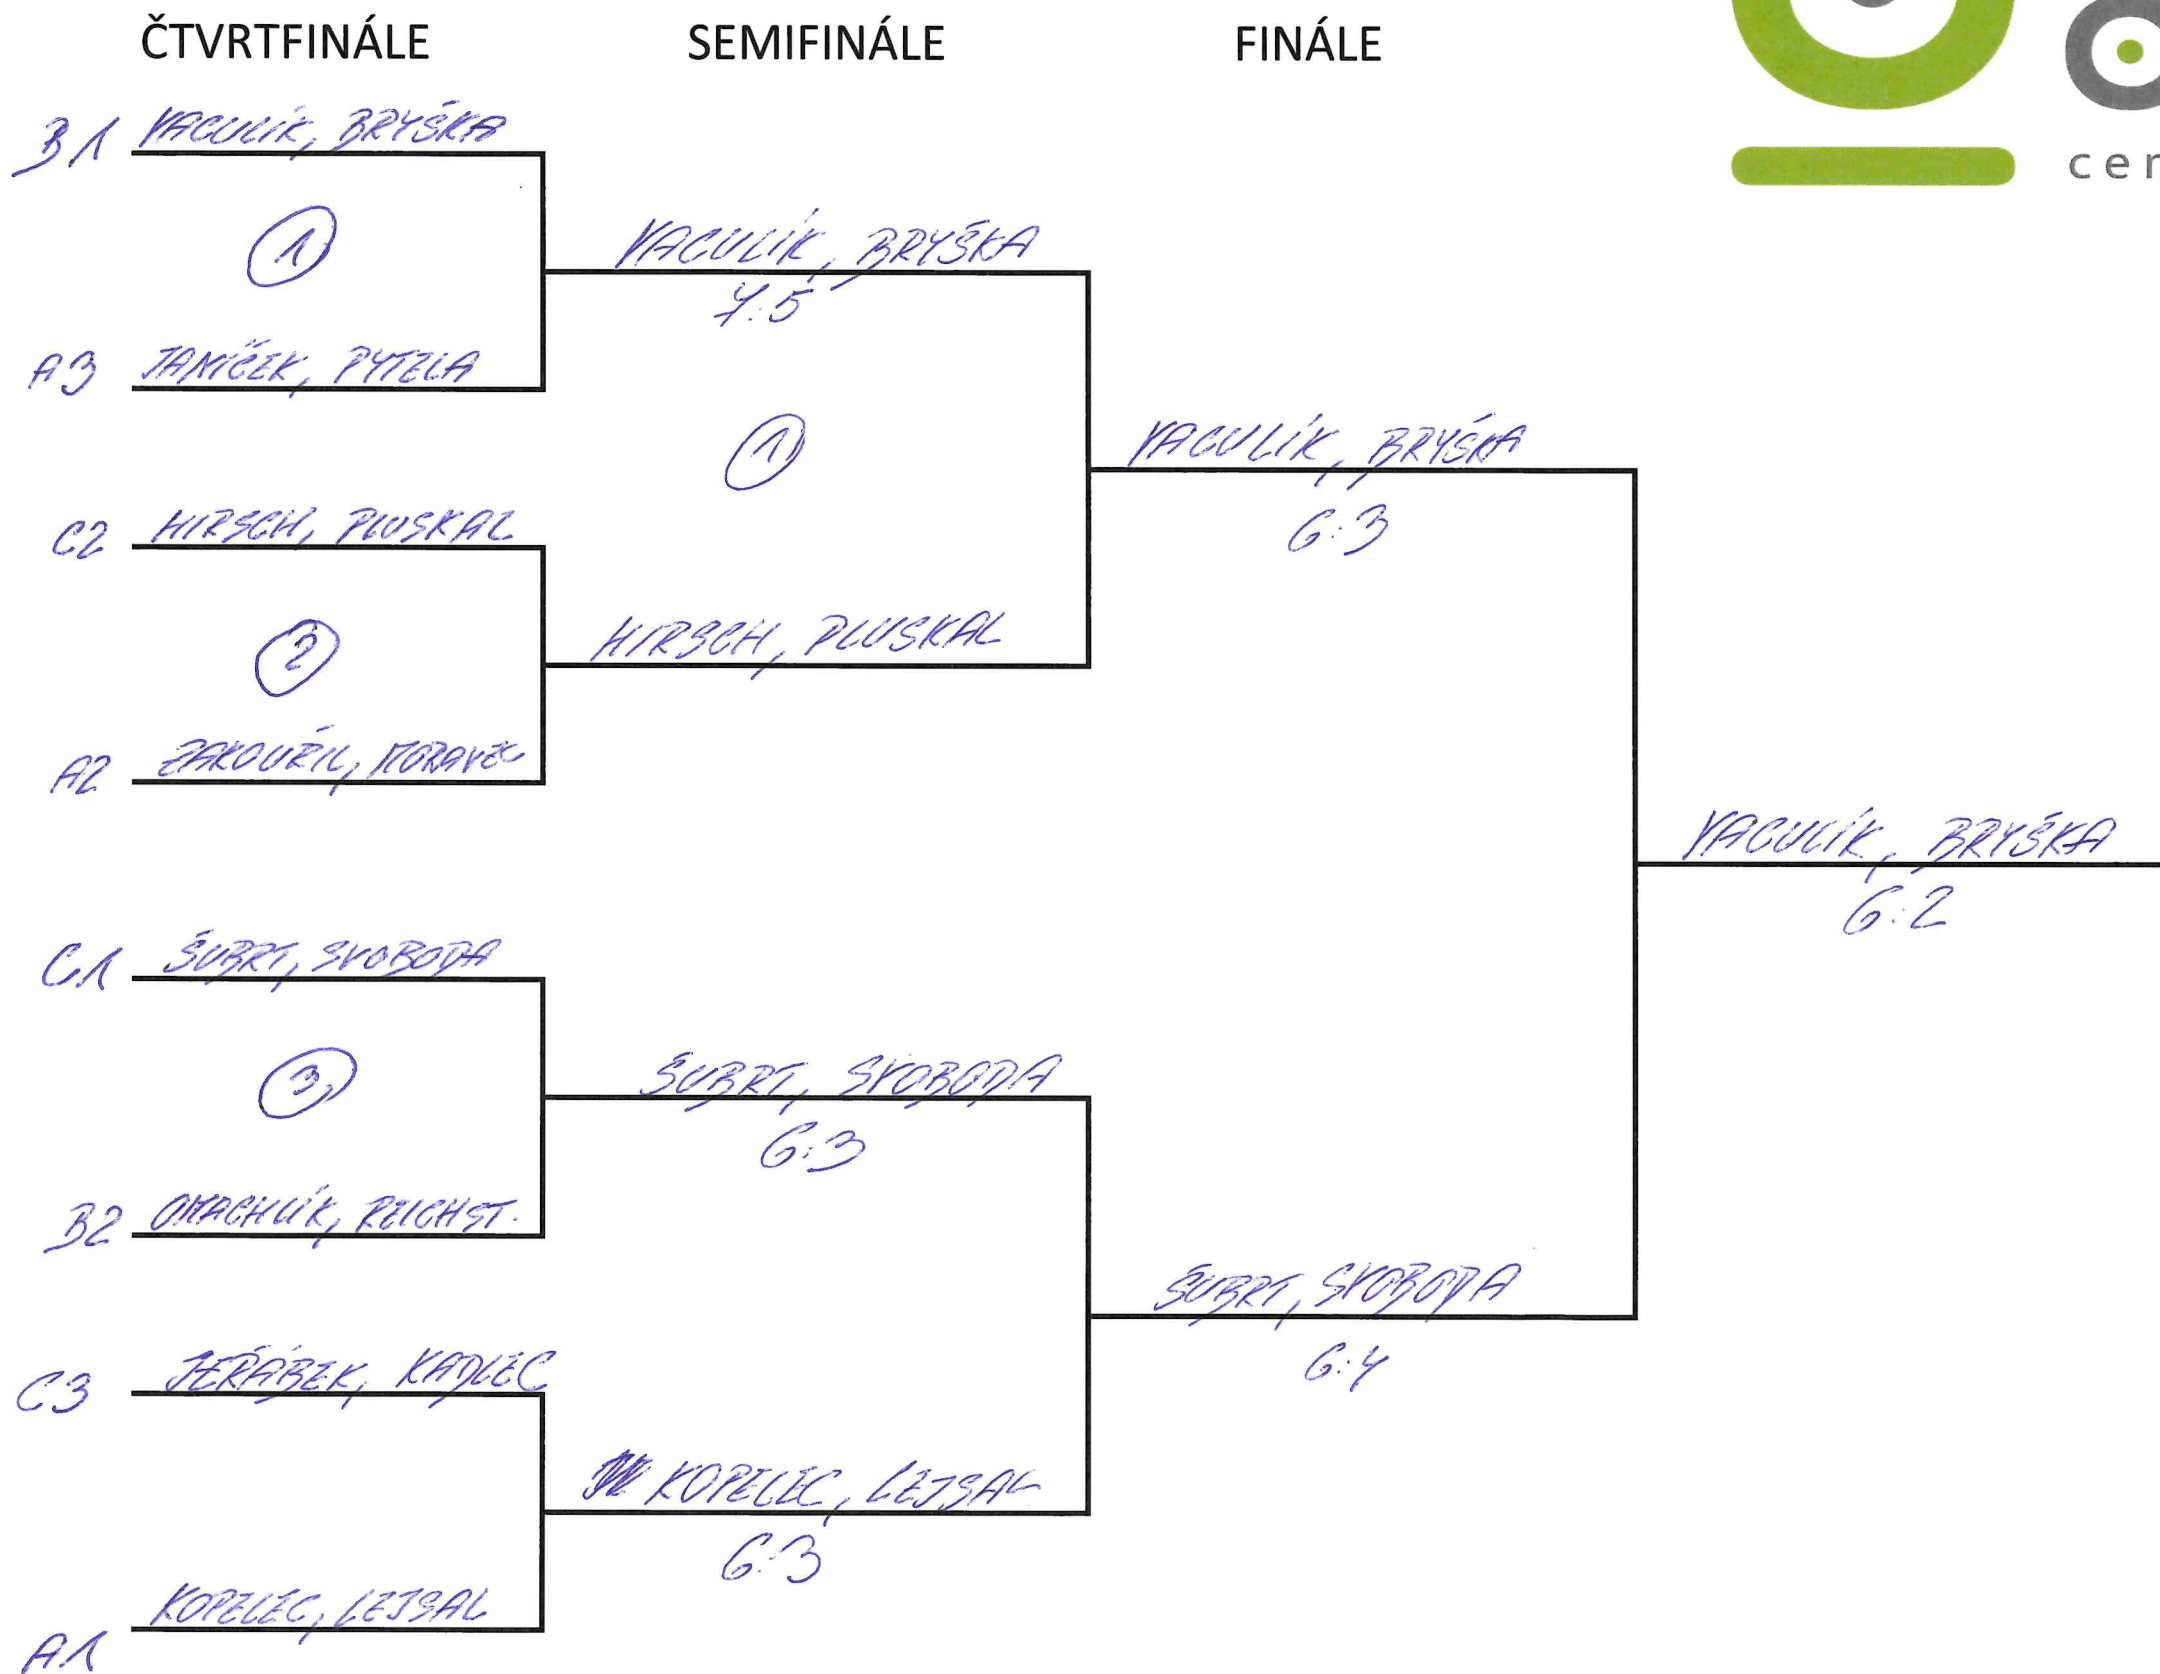 ČTVRTFINÁLE SEMIFINÁLE FINÁLE
cer
B1 VACULÍK, BRYŠKA
1
VACULÍK, BRYŠKA
7:5
A3 JANÍČEK, PYTELA
1
VACULÍK, BRYŠKA
6:3
C2 HIRSCH, PLUSKAL
2
HIRSCH, PLUSKAL
A2 ZAKOUŘIL, MORAVEC
VACULÍK, BRYŠKA
6:2
C1 ŠUBRT, SVOBODA
3
ŠUBRT, SVOBODA
6:3
B2 OMACHLÍK, REICHST.
ŠUBRT, SVOBODA
6:4
C3 JEŘÁBEK, KADLEC
KOPELEC, LEJSAL
6:3
A1 KOPELEC, LEJSAL